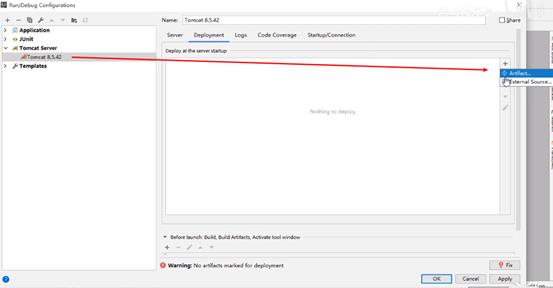 Run/Debug Configurations
Name: Tomcat 8.5.42
Share
Application
JUnit
Tomcat Server
Tomcat 8.5.42
Templates
Server Deployment Logs Code Coverage Startup/Connection
Deploy at the server startup
Artifact...
External Source...
Nothing to deploy
Before launch: Build, Build Artifacts, Activate tool window
Warning: No artifacts marked for deployment
Fix
OK Cancel Apply